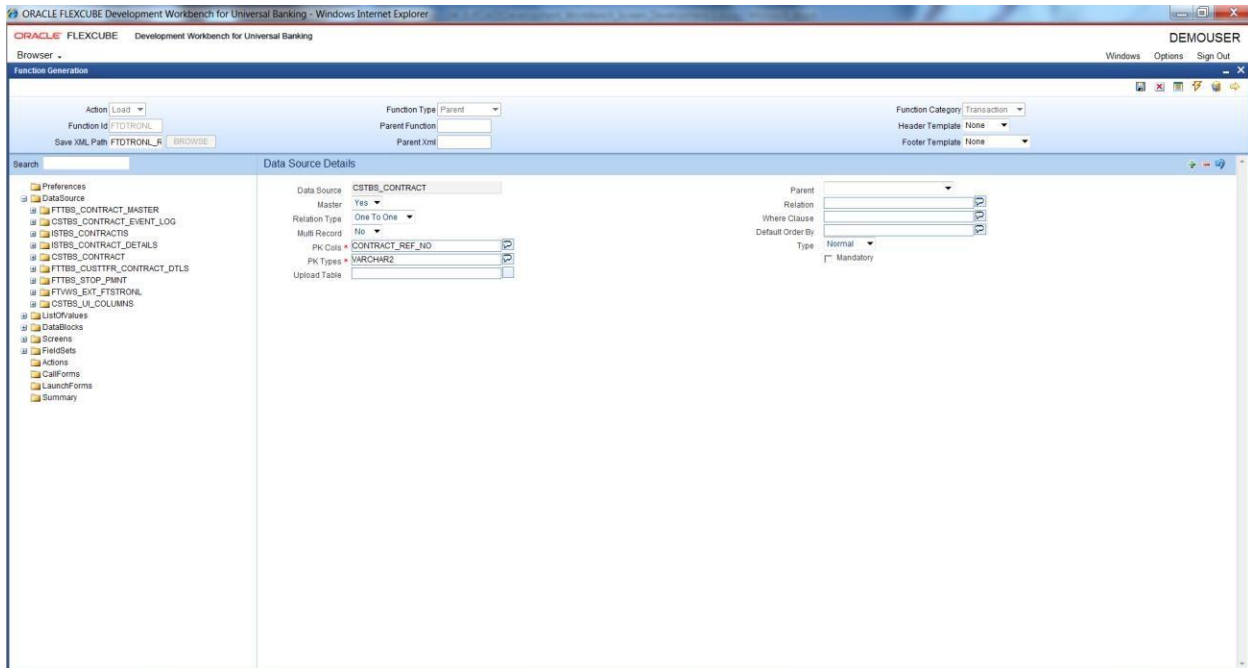 ORACLE FLEXCUBE Development Workbench for Universal Banking - Windows Internet Explorer
ORACLE FLEXCUBE Development Workbench for Universal Banking
DEMOUSER
Browser
Windows Options Sign Out
Function Generation
Action Load
Function Type Parent
Function Category Transaction
Function Id FTDTRONL
Parent Function
Header Template None
Save XML Path FTDTRONL_R BROWSE
Parent Xml
Footer Template None
Search
Data Source Details
Preferences
DataSource
FTTBS_CONTRACT_MASTER
CSTBS_CONTRACT_EVENT_LOG
ISTBS_CONTRACTIS
ISTBS_CONTRACT_DETAILS
CSTBS_CONTRACT
FTTBS_CUSTTFR_CONTRACT_DTLS
FTTBS_STOP_PMNT
FTVWS_EXT_FTSTRONL
CSTBS_UI_COLUMNS
ListOfValues
DataBlocks
Screens
FieldSets
Actions
CallForms
LaunchForms
Summary
Data Source CSTBS_CONTRACT
Master Yes
Relation Type One To One
Multi Record No
PK Cols * CONTRACT_REF_NO
PK Types * VARCHAR2
Upload Table
Parent
Relation
Where Clause
Default Order By
Type Normal
Mandatory